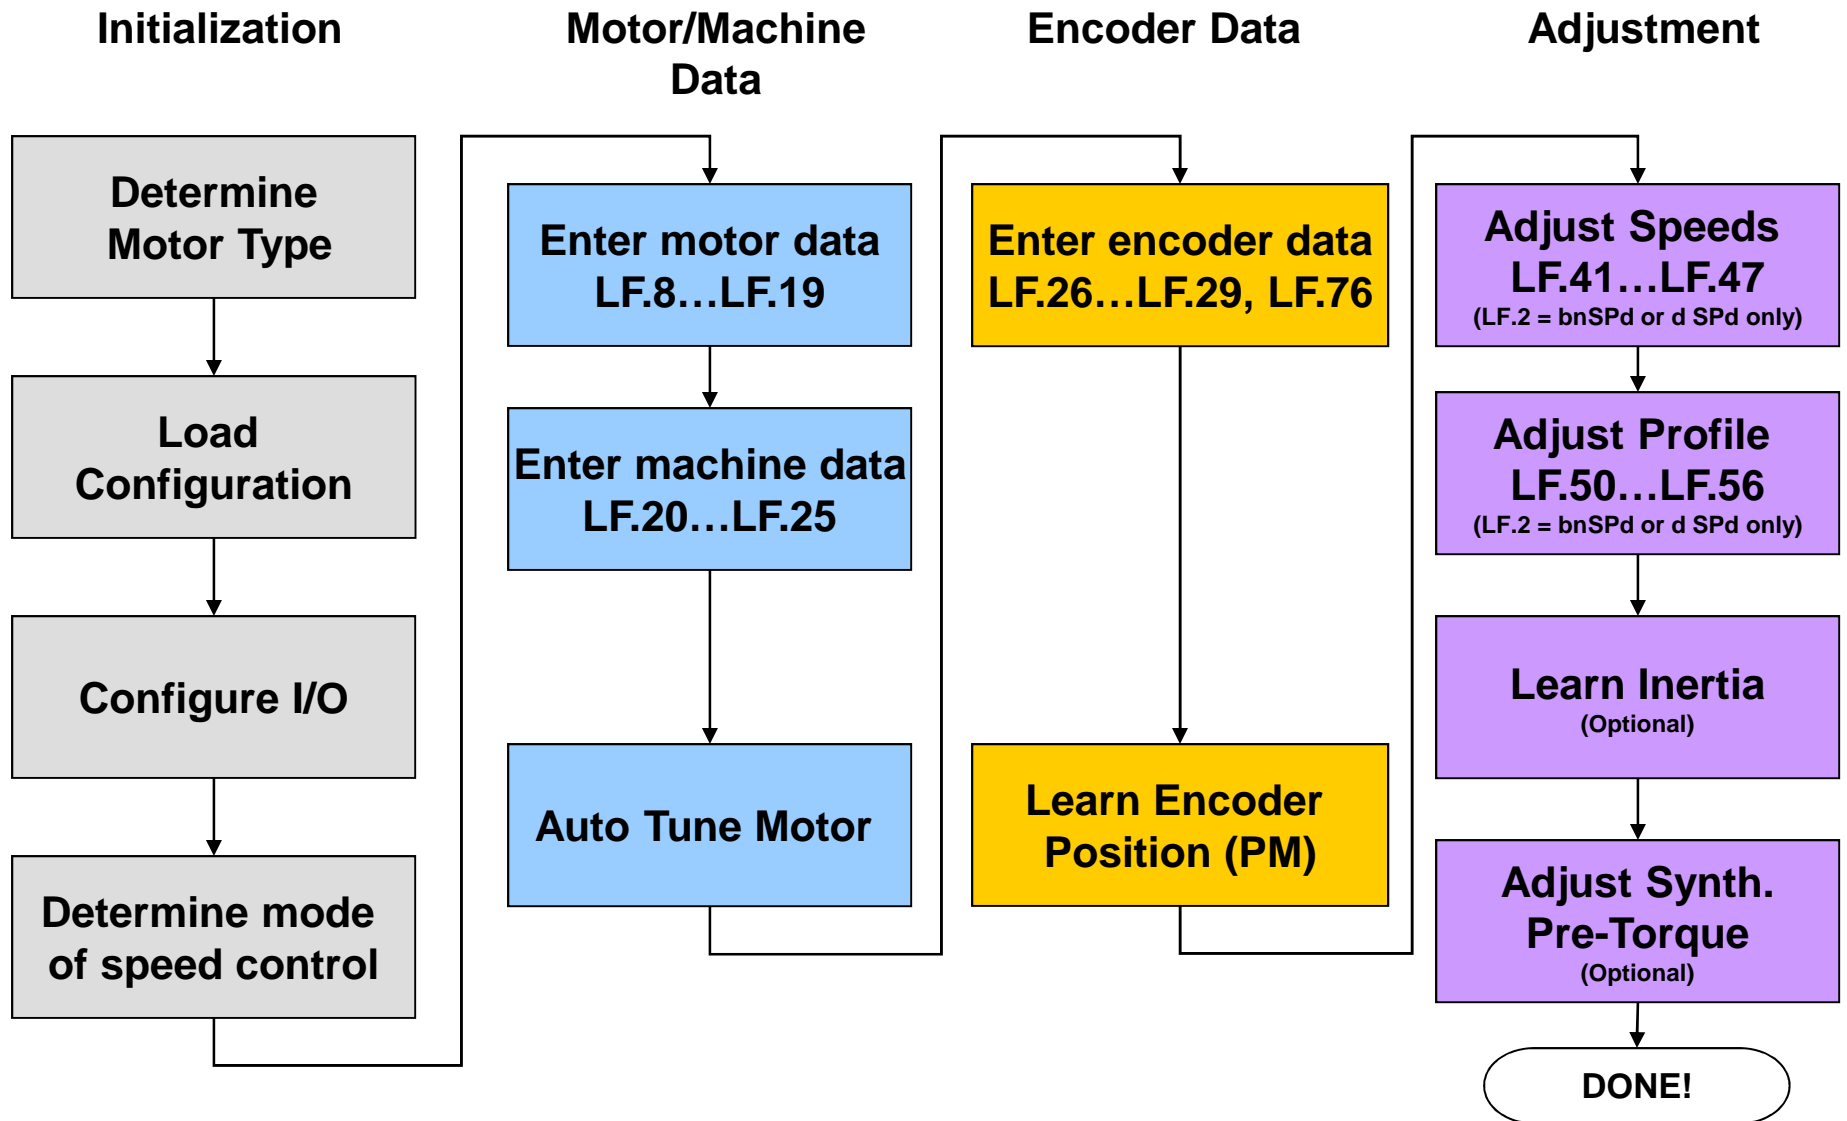 Initialization
Motor/Machine
Data
Encoder Data
Adjustment
Determine
Motor Type
Load
Configuration
Configure I/O
Determine mode
of speed control
Enter motor data
LF.8…LF.19
Enter machine data
LF.20…LF.25
Auto Tune Motor
Enter encoder data
LF.26…LF.29, LF.76
Learn Encoder
Position (PM)
Adjust Speeds
LF.41…LF.47
(LF.2 = bnSPd or d SPd only)
Adjust Profile
LF.50…LF.56
(LF.2 = bnSPd or d SPd only)
Learn Inertia
(Optional)
Adjust Synth.
Pre-Torque
(Optional)
DONE!